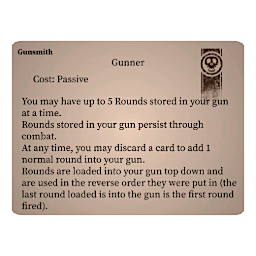 Gunsmith
Gunner
Cost: Passive
You may have up to 5 Rounds stored in your gun
at a time.
Rounds stored in your gun persist through
combat.
At any time, you may discard a card to add 1
normal round into your gun.
Rounds are loaded into your gun top down and
are used in the reverse order they were put in (the
last round loaded is into the gun is the first round
fired).